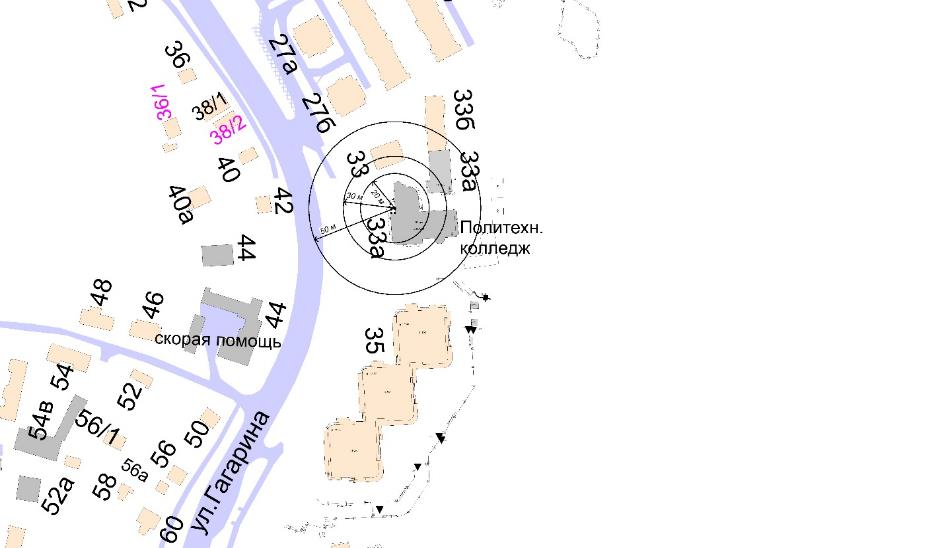 2
36
27а
36/1
38/1
27б
33б
38/2
40
33
33а
20 м
30 м
40а
42
50 м
33а
Политехн.
колледж
44
48
46
44
скорая помощь
35
54
52
54в
56/1
50
56
56а
ул.Гагарина
52а
58
60